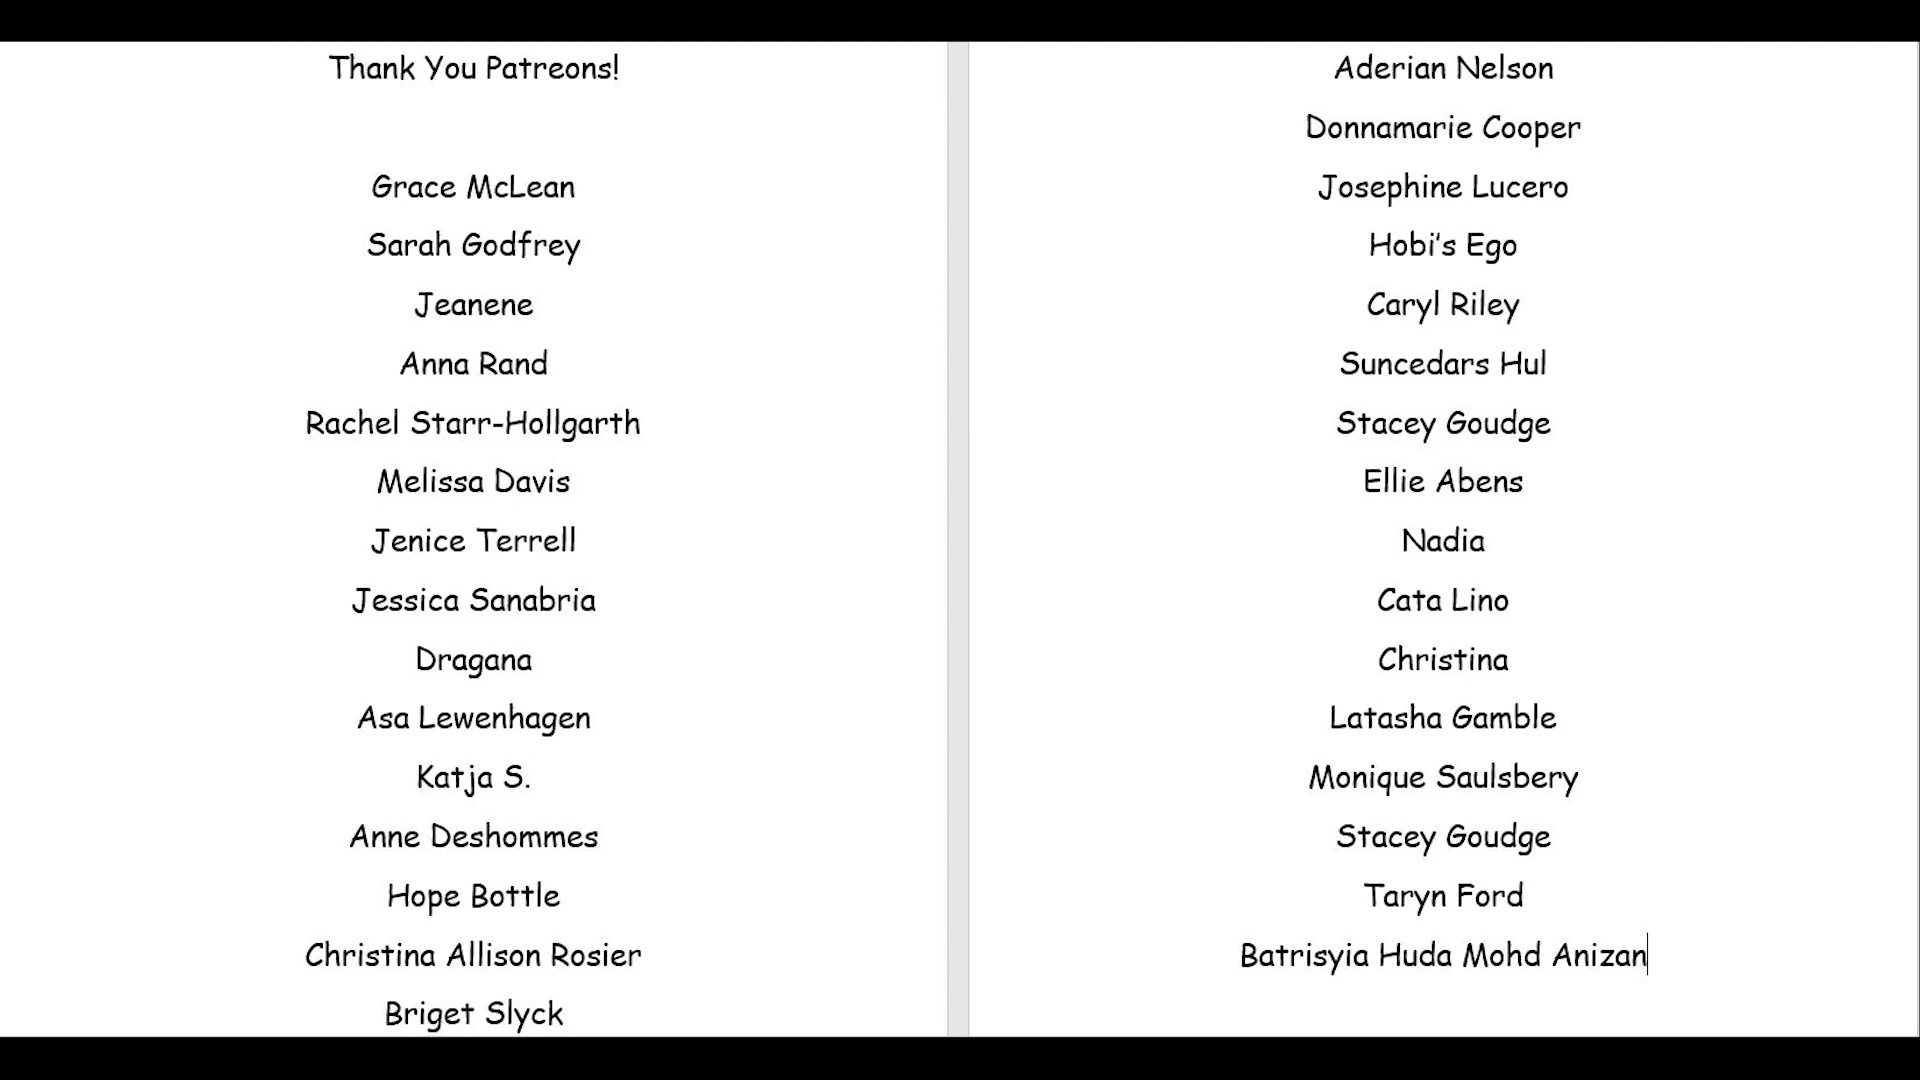 Thank You Patreons!
Grace McLean
Sarah Godfrey
Jeanene
Anna Rand
Rachel Starr-Hollgarth
Melissa Davis
Jenice Terrell
Jessica Sanabria
Dragana
Asa Lewenhagen
Katja S.
Anne Deshommes
Hope Bottle
Christina Allison Rosier
Briget Slyck
Aderian Nelson
Donnamarie Cooper
Josephine Lucero
Hobi’s Ego
Caryl Riley
Suncedars Hul
Stacey Goudge
Ellie Abens
Nadia
Cata Lino
Christina
Latasha Gamble
Monique Saulsbery
Stacey Goudge
Taryn Ford
Batrisyia Huda Mohd Anizan